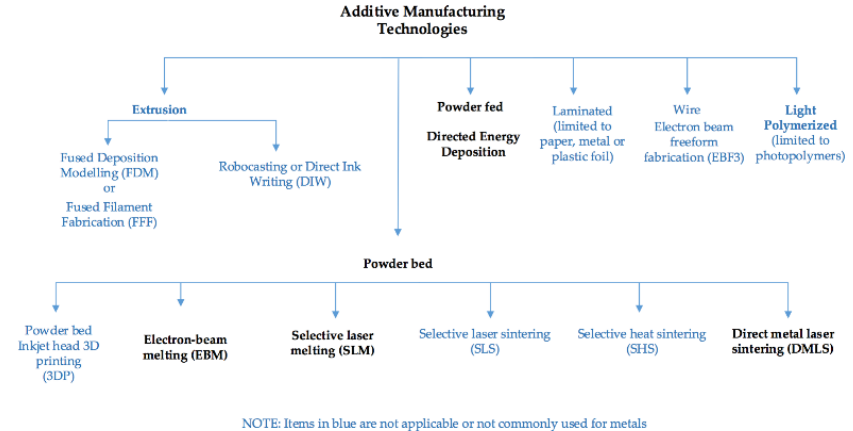 Additive Manufacturing
Technologies
Extrusion
Fused Deposition
Modelling (FDM)
or
Fused Filament
Fabrication (FFF)
Robocasting or Direct Ink
Writing (DIW)
Powder fed
Directed Energy
Deposition
Laminated
(limited to
paper, metal or
plastic foil)
Wire
Electron beam
freeform
fabrication (EBF3)
Light
Polymerized
(limited to
photopolymers)
Powder bed
Powder bed
Inkjet head 3D
printing
(3DP)
Electron-beam
melting (EBM)
Selective laser
melting (SLM)
Selective laser sintering
(SLS)
Selective heat sintering
(SHS)
Direct metal laser
sintering (DMLS)
NOTE: Items in blue are not applicable or not commonly used for metals